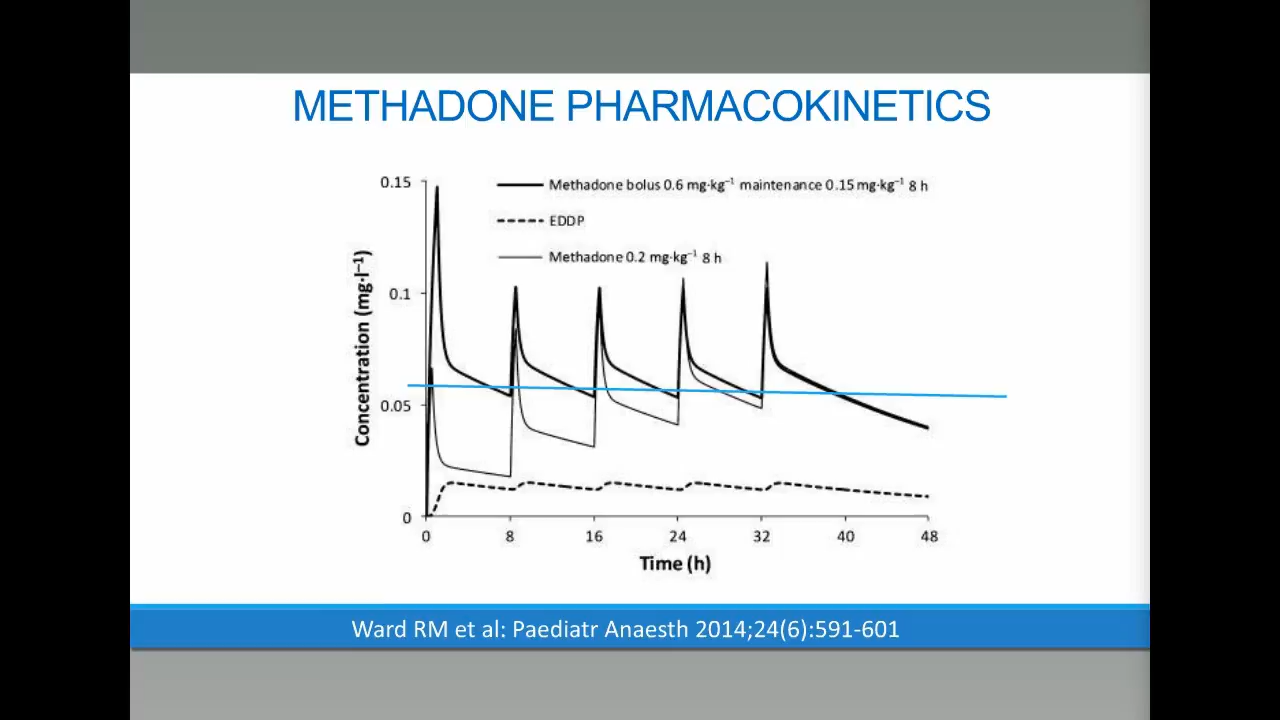 METHADONE PHARMACOKINETICS
Methadone bolus 0.6 mg·kg⁻¹ maintenance 0.15 mg·kg⁻¹ 8 h
EDDP
Methadone 0.2 mg·kg⁻¹ 8 h
Concentration (mg·l⁻¹)
0.15
0.1
0.05
0
0 8 16 24 32 40 48
Time (h)
Ward RM et al: Paediatr Anaesth 2014;24(6):591-601